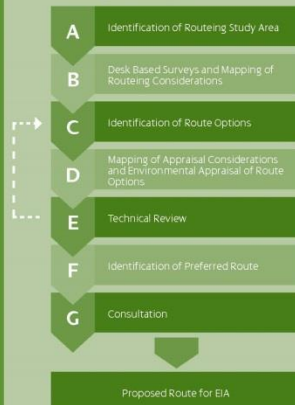 A
Identification of Routeing Study Area
B
Desk Based Surveys and Mapping of
Routeing Considerations
C
Identification of Route Options
D
Mapping of Appraisal Considerations
and Environmental Appraisal of Route
Options
E
Technical Review
F
Identification of Preferred Route
G
Consultation
Proposed Route for EIA